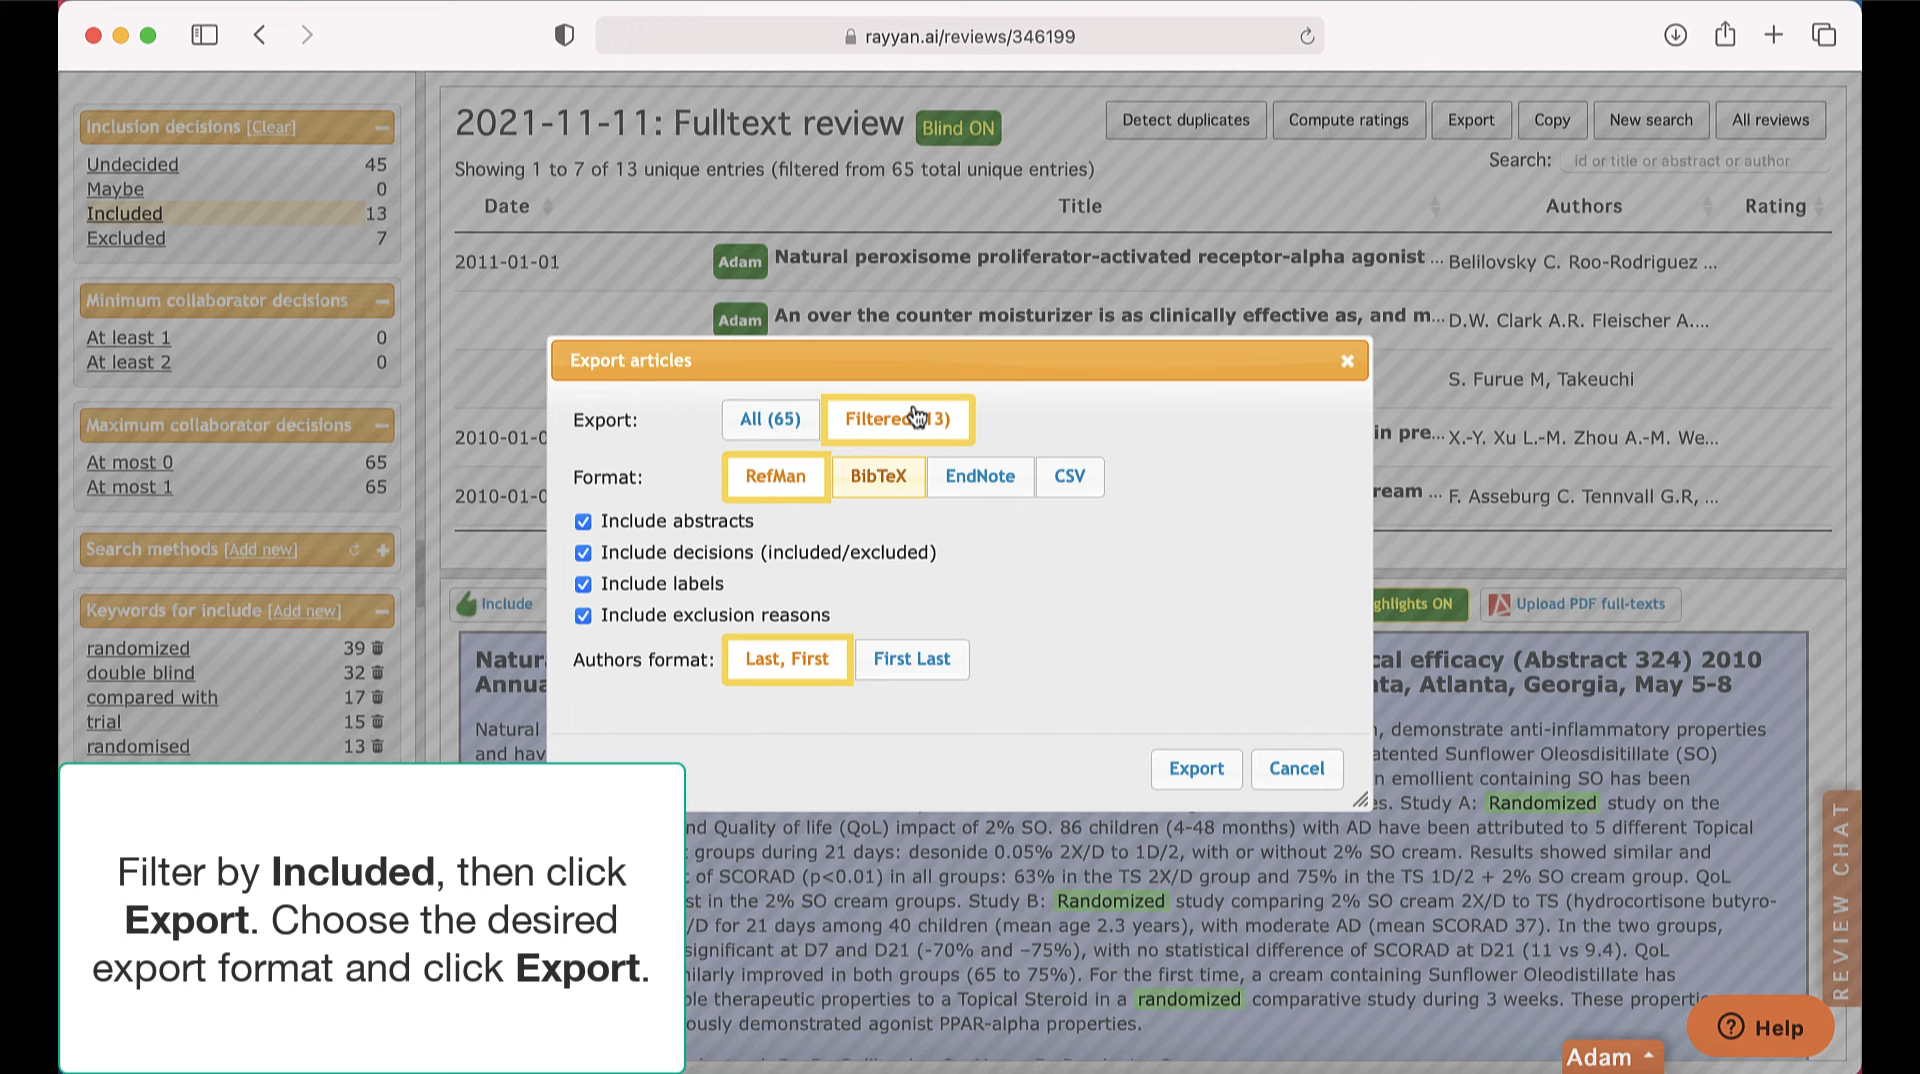 rayyan.ai/reviews/346199
Inclusion decisions [Clear]
Undecided 45
Maybe 0
Included 13
Excluded 7
Minimum collaborator decisions
At least 1 0
At least 2 0
Maximum collaborator decisions
At most 0 65
At most 1 65
Search methods [Add new]
Keywords for include [Add new]
randomized 39
double blind 32
compared with 17
trial 15
randomised 13
2021-11-11: Fulltext review Blind ON
Detect duplicates Compute ratings Export Copy New search All reviews
Showing 1 to 7 of 13 unique entries (filtered from 65 total unique entries)
Search: id or title or abstract or author
Date Title Authors Rating
2011-01-01 Adam Natural peroxisome proliferator-activated receptor-alpha agonist ... Belilovsky C. Roo-Rodriguez ...
Adam An over the counter moisturizer is as clinically effective as, and m... D.W. Clark A.R. Fleischer A....
S. Furue M, Takeuchi
2010-01-0 in pre... X.-Y. Xu L.-M. Zhou A.-M. We...
2010-01-0 ream ... F. Asseburg C. Tennvall G.R, ...
Export articles
Export: All (65) Filtered 13)
Format: RefMan BibTeX EndNote CSV
Include abstracts
Include decisions (included/excluded)
Include labels
Include exclusion reasons
Authors format: Last, First First Last
Export Cancel
Include ghlights ON Upload PDF full-texts
Natur cal efficacy (Abstract 324) 2010
Annua ta, Atlanta, Georgia, May 5-8
Natural , demonstrate anti-inflammatory properties
and hav atented Sunflower Oleosdisitillate (SO)
n emollient containing SO has been
es. Study A: Randomized study on the
nd Quality of life (QoL) impact of 2% SO. 86 children (4-48 months) with AD have been attributed to 5 different Topical
groups during 21 days: desonide 0.05% 2X/D to 1D/2, with or without 2% SO cream. Results showed similar and
of SCORAD (p<0.01) in all groups: 63% in the TS 2X/D group and 75% in the TS 1D/2 + 2% SO cream group. QoL
st in the 2% SO cream groups. Study B: Randomized study comparing 2% SO cream 2X/D to TS (hydrocortisone butyro-
/D for 21 days among 40 children (mean age 2.3 years), with moderate AD (mean SCORAD 37). In the two groups,
significant at D7 and D21 (-70% and -75%), with no statistical difference of SCORAD at D21 (11 vs 9.4). QoL
ilarly improved in both groups (65 to 75%). For the first time, a cream containing Sunflower Oleodistillate has
ble therapeutic properties to a Topical Steroid in a randomized comparative study during 3 weeks. These properti
ously demonstrated agonist PPAR-alpha properties.
REVIEW CHAT
Help
Adam
Filter by Included, then click
Export. Choose the desired
export format and click Export.